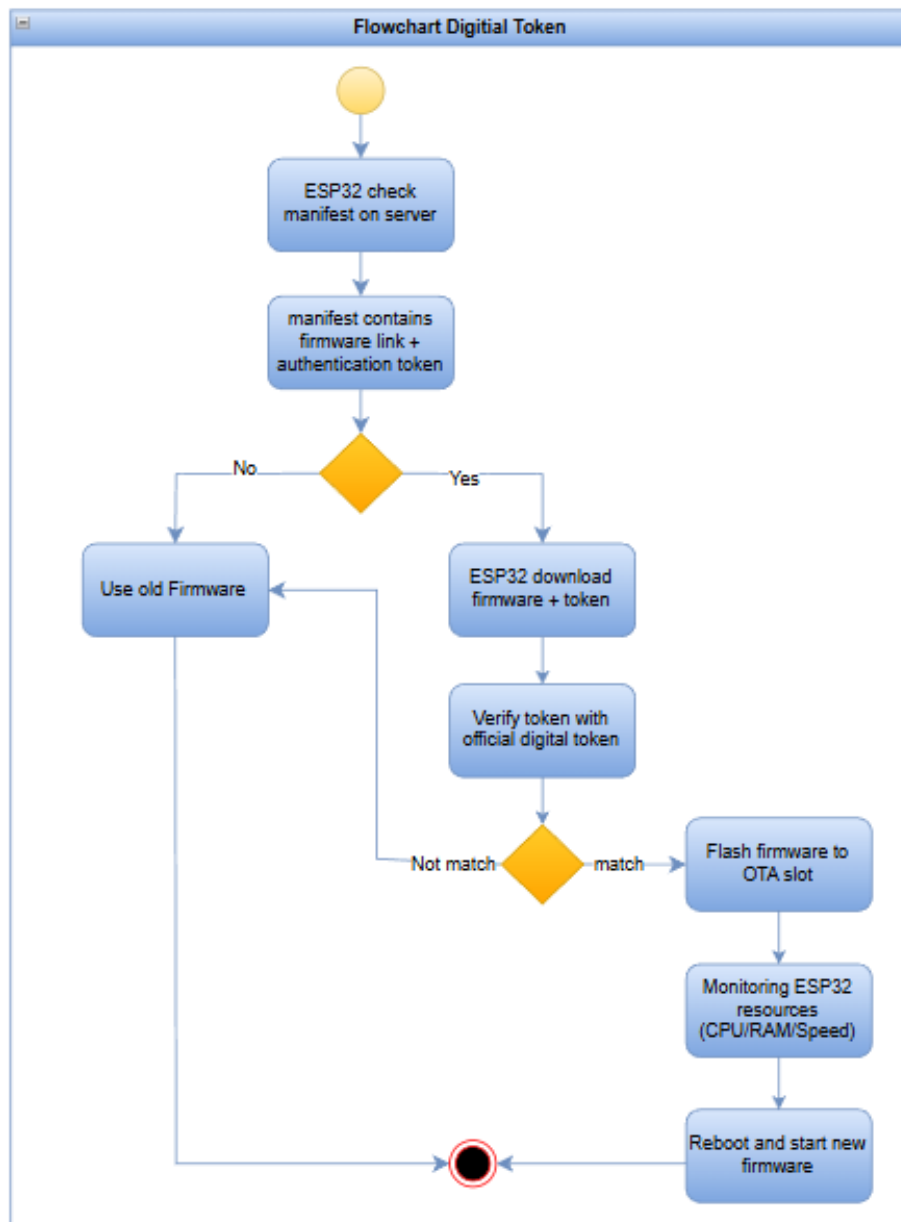 Flowchart Digitial Token
ESP32 check
manifest on server
manifest contains
firmware link +
authentication token
No
Yes
Use old Firmware
ESP32 download
firmware + token
Verify token with
official digital token
Not match
match
Flash firmware to
OTA slot
Monitoring ESP32
resources
(CPU/RAM/Speed)
Reboot and start new
firmware